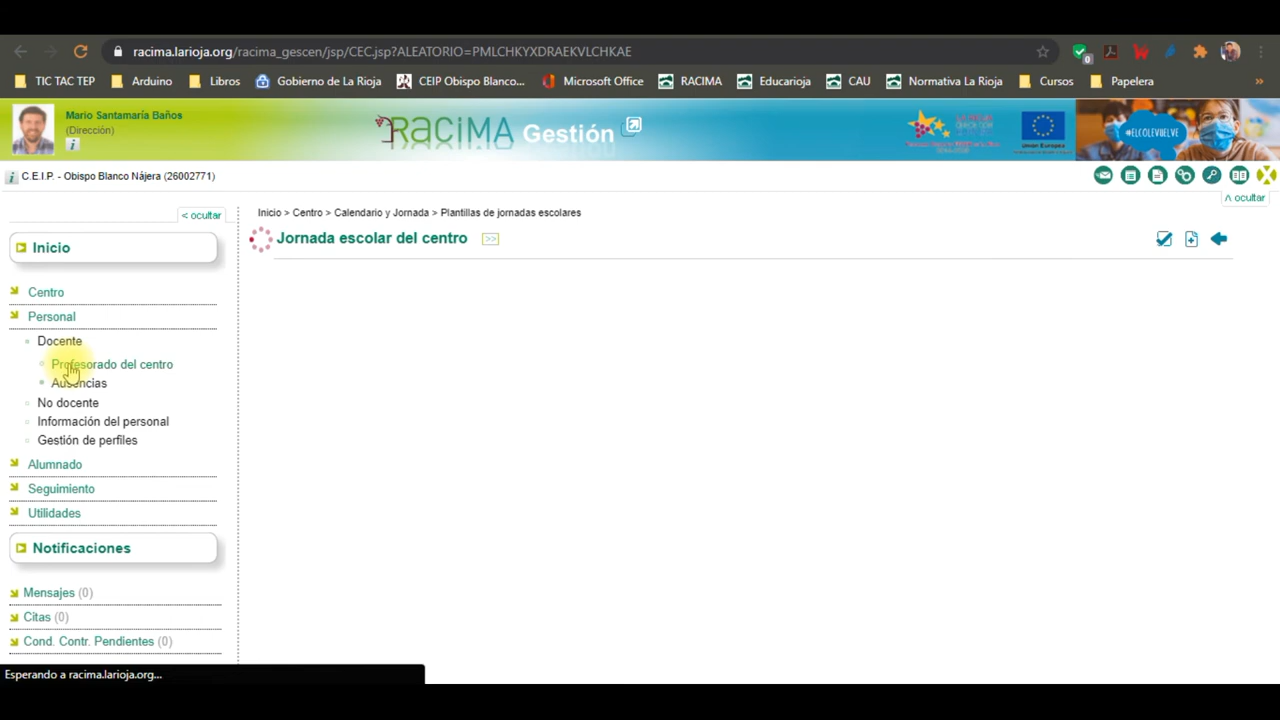 racima.larioja.org/racima_gescen/jsp/CEC.jsp?ALEATORIO=PMLCHKYXDRAEKVLCHKAE
0
TIC TAC TEP
Arduino
Libros
Gobierno de La Rioja
CEIP Obispo Blanco...
Microsoft Office
RACIMA
Educarioja
CAU
Normativa La Rioja
Cursos
Papelera
»
Mario Santamaría Baños
(Dirección)
RACIMA Gestión
Unión Europea
#ELCOLEVUELVE
C.E.I.P. - Obispo Blanco Nájera (26002771)
< ocultar
ocultar
Inicio > Centro > Calendario y Jornada > Plantillas de jornadas escolares
Inicio
Jornada escolar del centro >>
Centro
Personal
Docente
Profesorado del centro
Ausencias
No docente
Información del personal
Gestión de perfiles
Alumnado
Seguimiento
Utilidades
Notificaciones
Mensajes (0)
Citas (0)
Cond. Contr. Pendientes (0)
Esperando a racima.larioja.org...